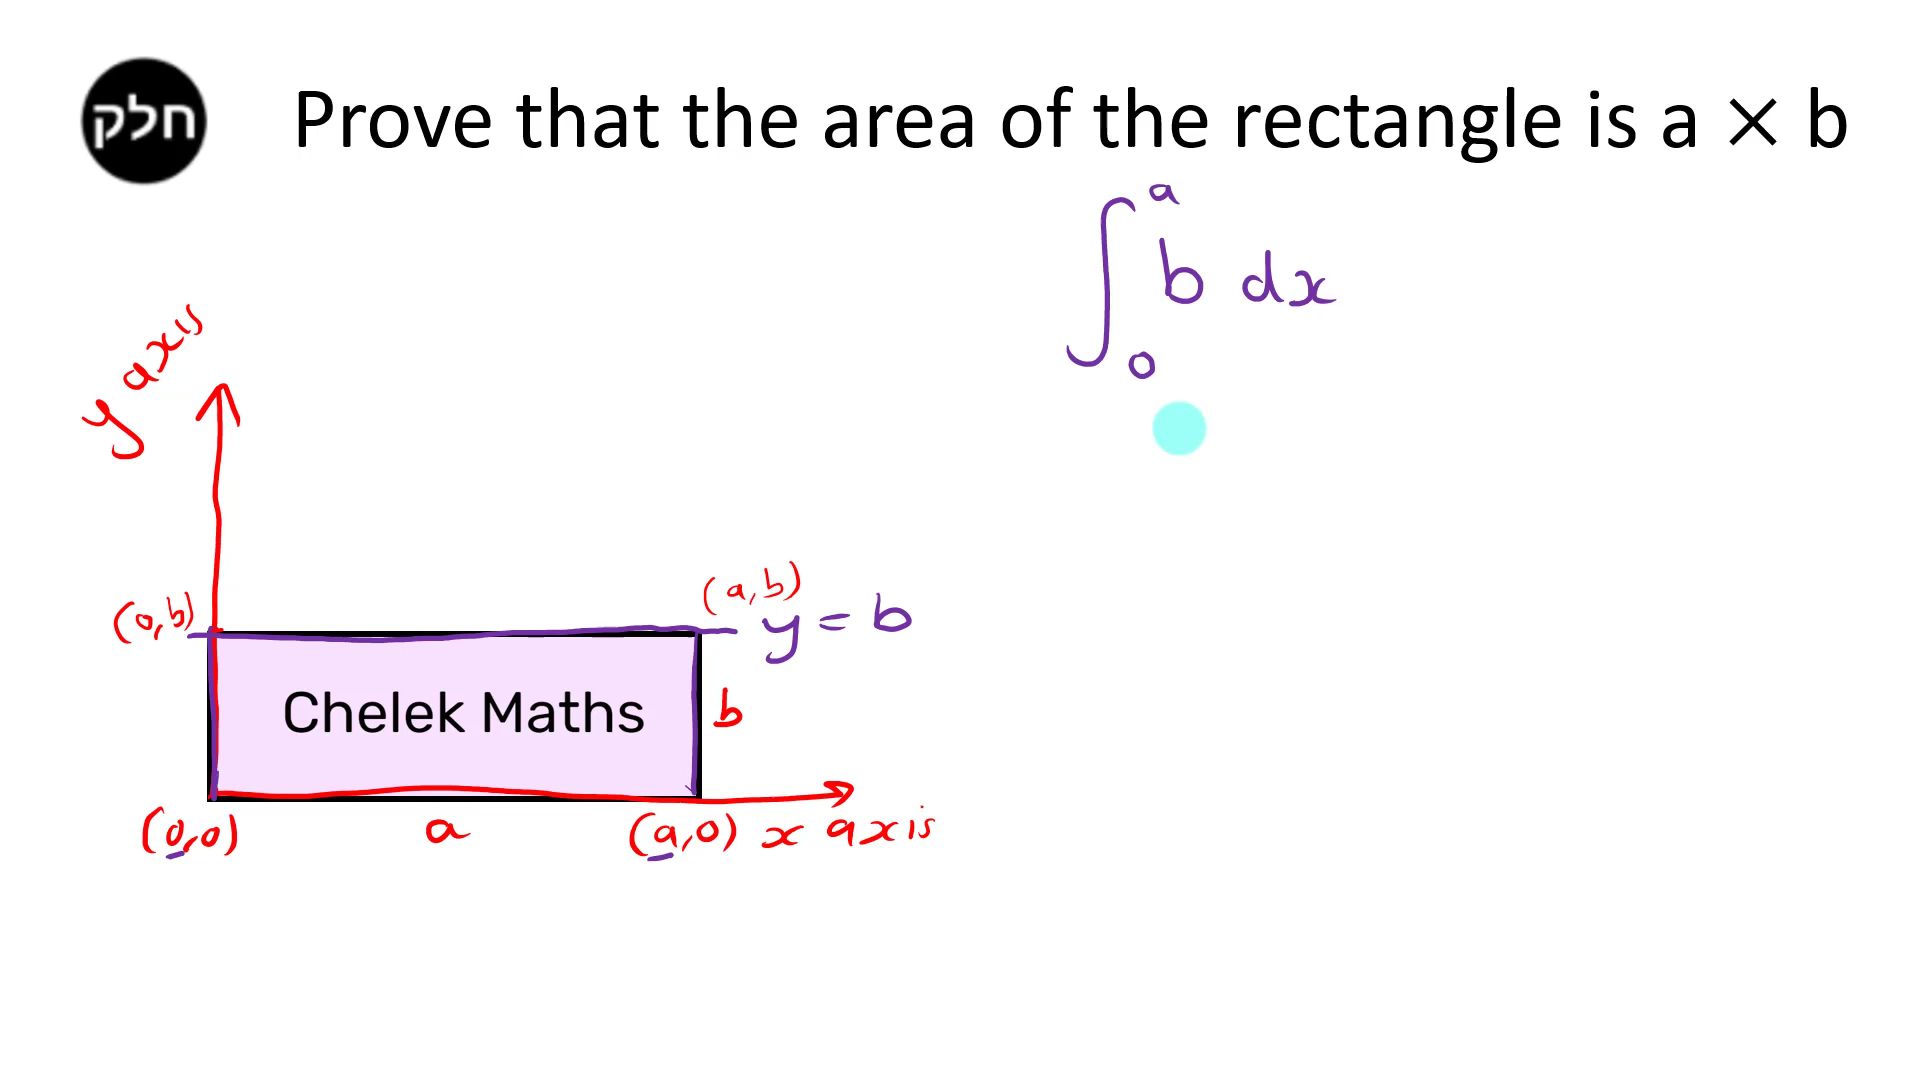 חלק
Prove that the area of the rectangle is a × b
∫₀ᵃ b dx
y axis
(0,b)
(a,b)
y = b
Chelek Maths
b
(0,0)
a
(a,0)
x axis